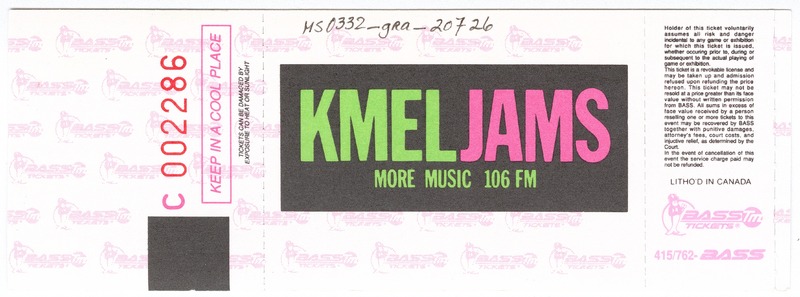 MS0332_gra_20726
C 002286
KEEP IN A COOL PLACE
TICKETS CAN BE DAMAGED BY
EXPOSURE TO HEAT OR SUNLIGHT
KMELJAMS
MORE MUSIC 106 FM
Holder of this ticket voluntarily
assumes all risk and danger
incidental to any game or exhibition
for which this ticket is issued,
whether occuring prior to, during or
subsequent to the actual playing of
game or exhibition.
This ticket is a revokable license and
may be taken up and admission
refused upon refunding the price
hereon. This ticket may not be
resold at a price greater than its face
value without written permission
from BASS. All sums in excess of
face value received by a person
reselling one or more tickets to this
event may be recovered by BASS
together with punitive damages,
attorney's fees, court costs, and
injuctive relief, as determined by the
Court.
In the event of cancellation of this
event the service charge paid may
not be refunded.
LITHO'D IN CANADA
BASS Tm
TICKETS
415/762-BASS